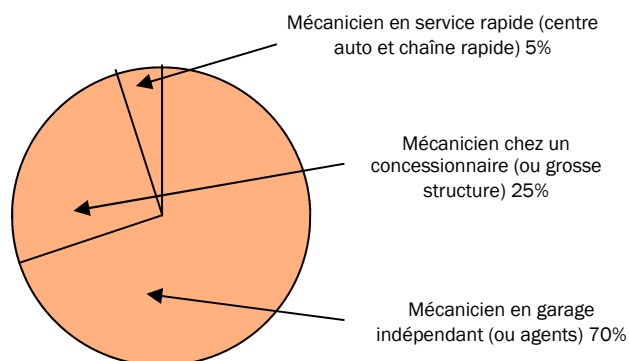 Mécanicien en service rapide (centre
auto et chaîne rapide) 5%
Mécanicien chez un
concessionnaire (ou grosse
structure) 25%
Mécanicien en garage
indépendant (ou agents) 70%